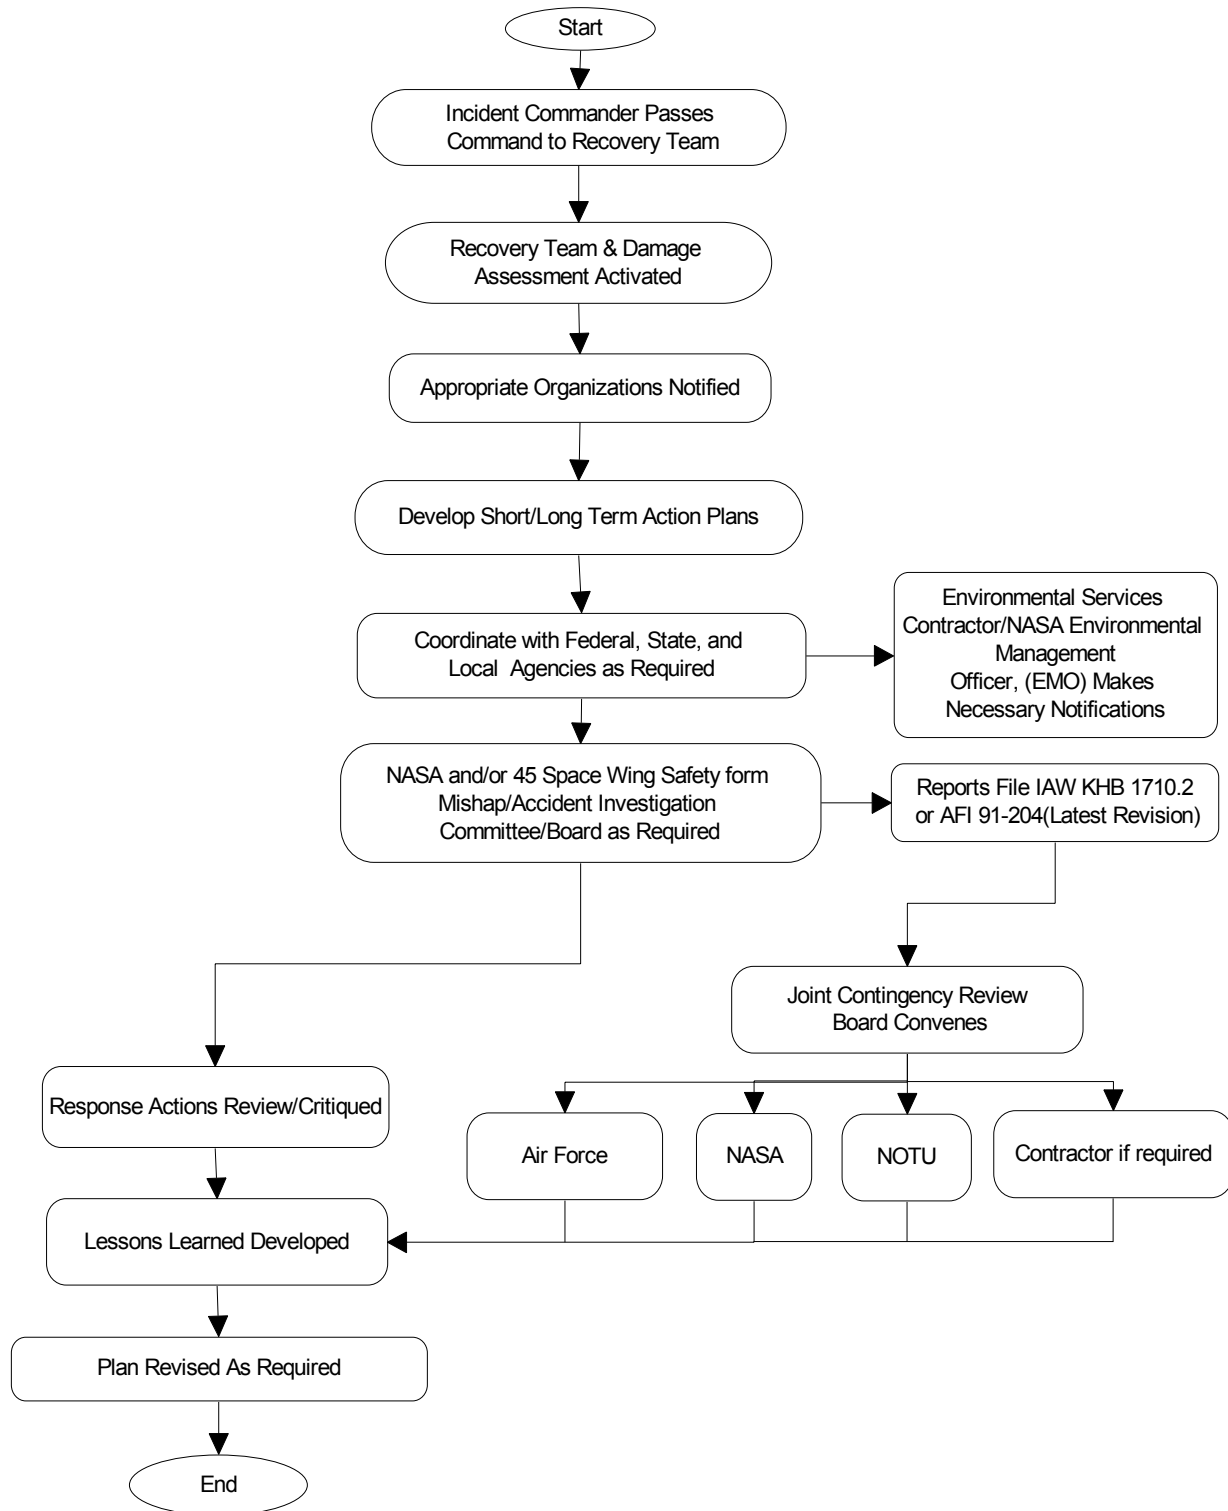 Start
Incident Commander Passes
Command to Recovery Team
Recovery Team & Damage
Assessment Activated
Appropriate Organizations Notified
Develop Short/Long Term Action Plans
Coordinate with Federal, State, and
Local Agencies as Required
Environmental Services
Contractor/NASA Environmental
Management
Officer, (EMO) Makes
Necessary Notifications
NASA and/or 45 Space Wing Safety form
Mishap/Accident Investigation
Committee/Board as Required
Reports File IAW KHB 1710.2
or AFI 91-204(Latest Revision)
Joint Contingency Review
Board Convenes
Response Actions Review/Critiqued
Air Force
NASA
NOTU
Contractor if required
Lessons Learned Developed
Plan Revised As Required
End